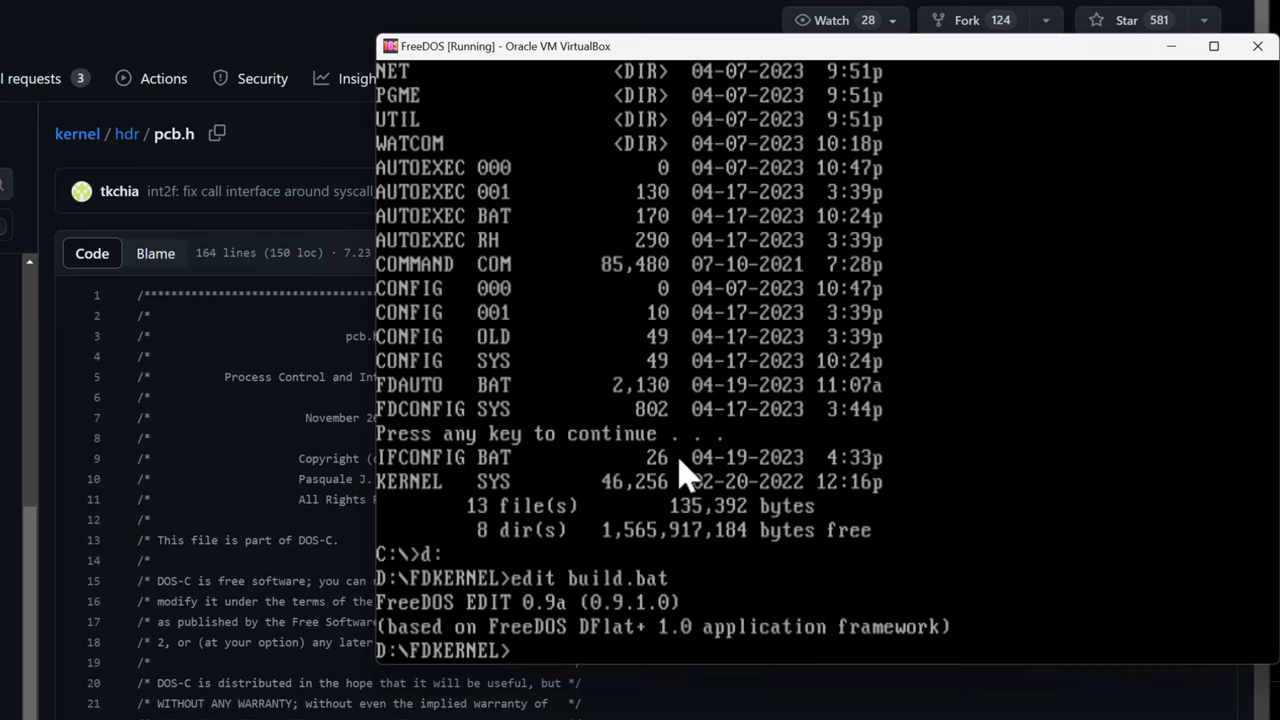 Watch 28
Fork 124
Star 581
FreeDOS [Running] - Oracle VM VirtualBox
l requests 3
Actions
Security
Insigh
kernel / hdr / pcb.h
tkchia int2f: fix call interface around syscall
Code Blame 164 lines (150 loc) · 7.23
1 /****************************
2 /*
3 /* pcb.h
4 /*
5 /* Process Control and Int
6 /*
7 /* November 26
8 /*
9 /* Copyright (c
10 /* Pasquale J.
11 /* All Rights R
12 /*
13 /* This file is part of DOS-C.
14 /*
15 /* DOS-C is free software; you can
16 /* modify it under the terms of the
17 /* as published by the Free Software
18 /* 2, or (at your option) any later
19 /*
20 /* DOS-C is distributed in the hope that it will be useful, but */
21 /* WITHOUT ANY WARRANTY; without even the implied warranty of */
NET <DIR> 04-07-2023 9:51p
PGME <DIR> 04-07-2023 9:51p
UTIL <DIR> 04-07-2023 9:51p
WATCOM <DIR> 04-07-2023 10:18p
AUTOEXEC 000 0 04-07-2023 10:47p
AUTOEXEC 001 130 04-17-2023 3:39p
AUTOEXEC BAT 170 04-17-2023 10:24p
AUTOEXEC RH 290 04-17-2023 3:39p
COMMAND COM 85,480 07-10-2021 7:28p
CONFIG 000 0 04-07-2023 10:47p
CONFIG 001 10 04-17-2023 3:39p
CONFIG OLD 49 04-17-2023 3:39p
CONFIG SYS 49 04-17-2023 10:24p
FDAUTO BAT 2,130 04-19-2023 11:07a
FDCONFIG SYS 802 04-17-2023 3:44p
Press any key to continue . . .
IFCONFIG BAT 26 04-19-2023 4:33p
KERNEL SYS 46,256 02-20-2022 12:16p
13 file(s) 135,392 bytes
8 dir(s) 1,565,917,184 bytes free
C:\>d:
D:\FDKERNEL>edit build.bat
FreeDOS EDIT 0.9a (0.9.1.0)
(based on FreeDOS DFlat+ 1.0 application framework)
D:\FDKERNEL>